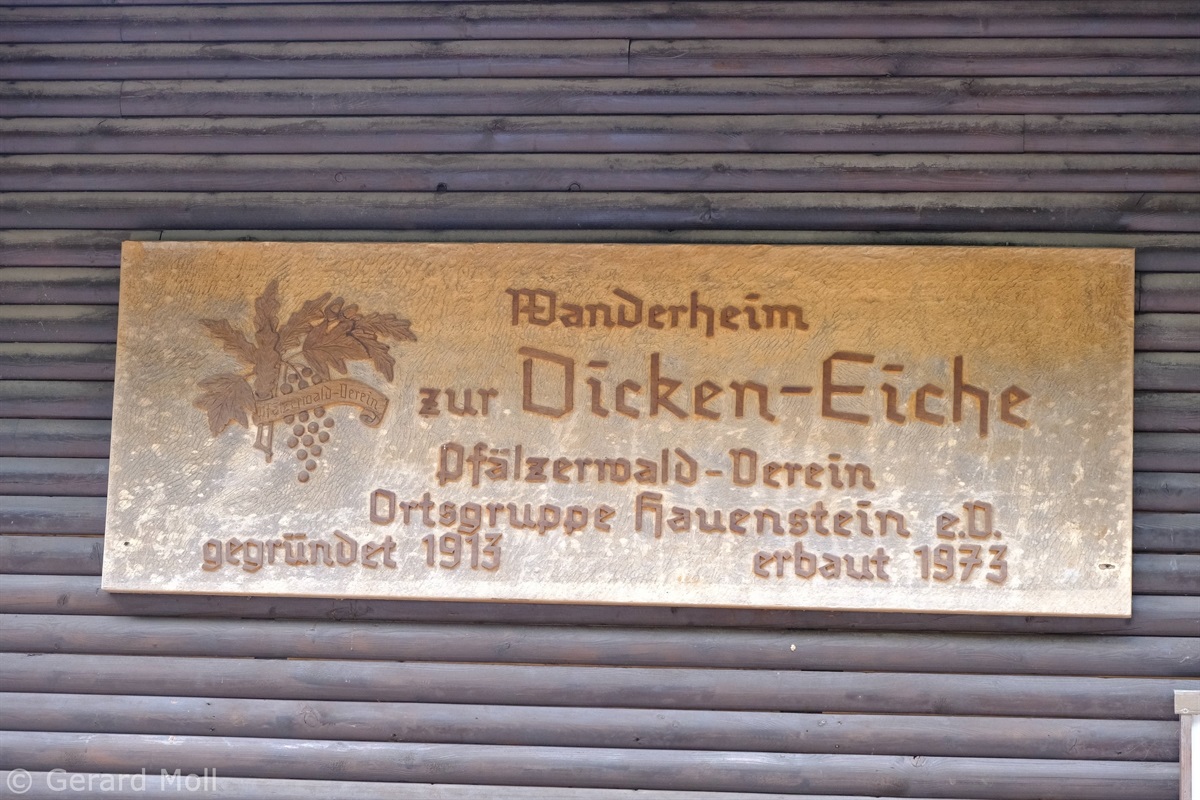 Wanderheim
zur Dicken-Eiche
Pfälzerwald-Verein
Pfälzerwald-Verein
Ortsgruppe Hauenstein e.V.
gegründet 1913 erbaut 1973
© Gerard Moll